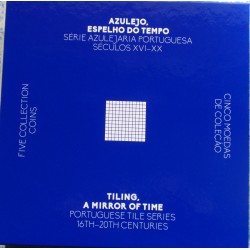 AZULEJO,
ESPELHO DO TEMPO
SÉRIE AZULEJARIA PORTUGUESA
SÉCULOS XVI–XX
FIVE COLLECTION
COINS
CINCO MOEDAS
DE COLEÇÃO
TILING,
A MIRROR OF TIME
PORTUGUESE TILE SERIES
16TH–20TH CENTURIES